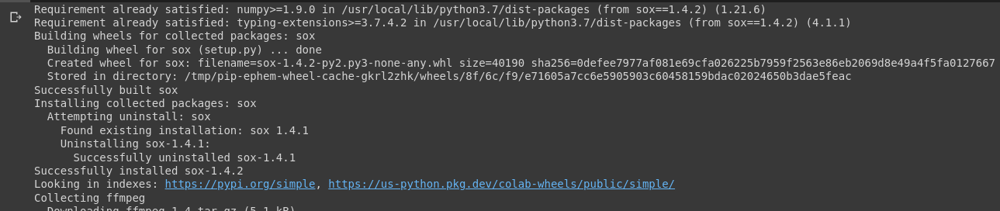 Requirement already satisfied: numpy>=1.9.0 in /usr/local/lib/python3.7/dist-packages (from sox==1.4.2) (1.21.6)
Requirement already satisfied: typing-extensions>=3.7.4.2 in /usr/local/lib/python3.7/dist-packages (from sox==1.4.2) (4.1.1)
Building wheels for collected packages: sox
  Building wheel for sox (setup.py) ... done
  Created wheel for sox: filename=sox-1.4.2-py2.py3-none-any.whl size=40190 sha256=0defee7977af081e69cfa026225b7959f2563e86eb2069d8e49a4f5fa0127667
  Stored in directory: /tmp/pip-ephem-wheel-cache-gkrl2zhk/wheels/8f/6c/f9/e71605a7cc6e5905903c60458159bdac02024650b3dae5feac
Successfully built sox
Installing collected packages: sox
  Attempting uninstall: sox
    Found existing installation: sox 1.4.1
    Uninstalling sox-1.4.1:
      Successfully uninstalled sox-1.4.1
Successfully installed sox-1.4.2
Looking in indexes: https://pypi.org/simple, https://us-python.pkg.dev/colab-wheels/public/simple/
Collecting ffmpeg
  Downloading ffmpeg-1.4.tar.gz (5.1 kB)